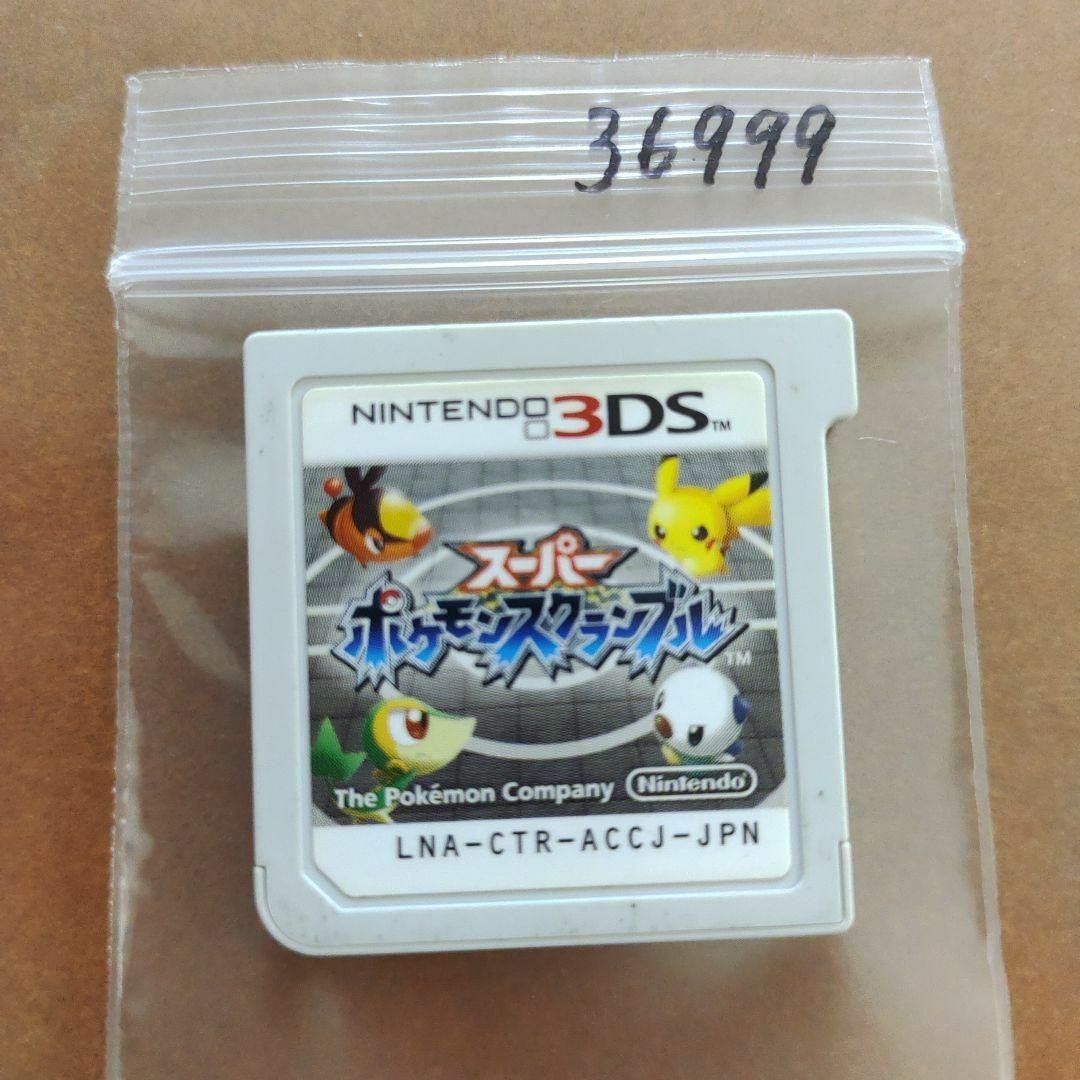 36999
NINTENDO 3DS™
スーパー
ポケモンスクランブル™
The Pokémon Company Nintendo
LNA-CTR-ACCJ-JPN